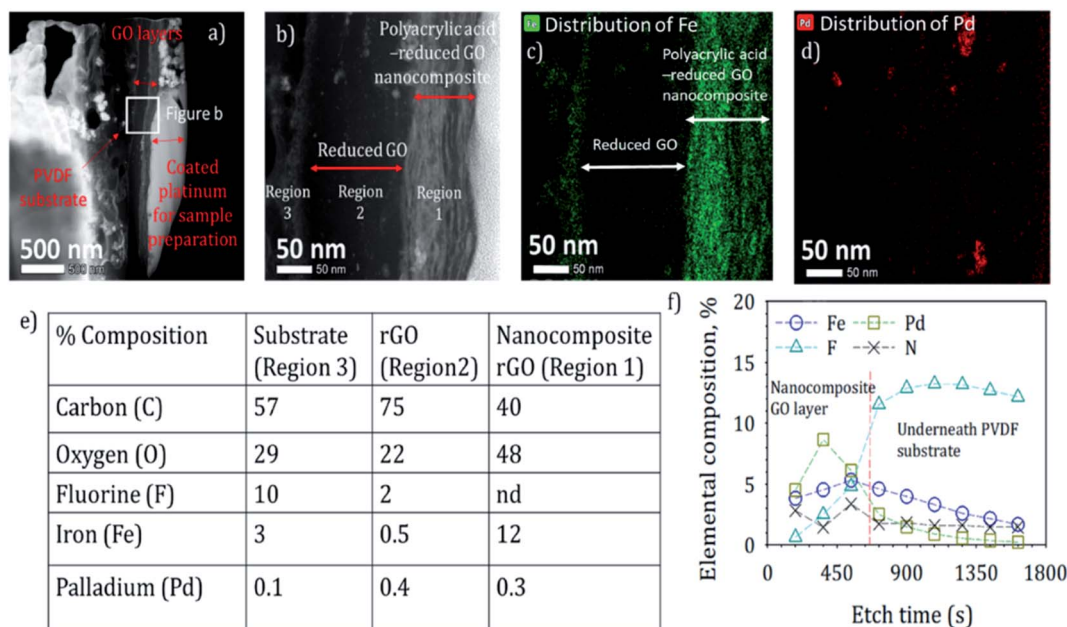 GO layers
a)
Figure b
PVDF
substrate
Coated
platinum
for sample
preparation
500 nm
500 nm
b)
Polyacrylic acid
–reduced GO
nanocomposite
Reduced GO
Region
3
Region
2
Region
1
50 nm
50 nm
Fe Distribution of Fe
c)
Polyacrylic acid
–reduced GO
nanocomposite
Reduced GO
50 nm
50 nm
Pd Distribution of Pd
d)
50 nm
50 nm
e)
% Composition Substrate rGO Nanocomposite
(Region 3) (Region2) rGO (Region 1)
Carbon (C) 57 75 40
Oxygen (O) 29 22 48
Fluorine (F) 10 2 nd
Iron (Fe) 3 0.5 12
Palladium (Pd) 0.1 0.4 0.3
f)
Elemental composition, %
20
15
10
5
0
Fe Pd
F N
Nanocomposite
GO layer
Underneath PVDF
substrate
0 450 900 1350 1800
Etch time (s)